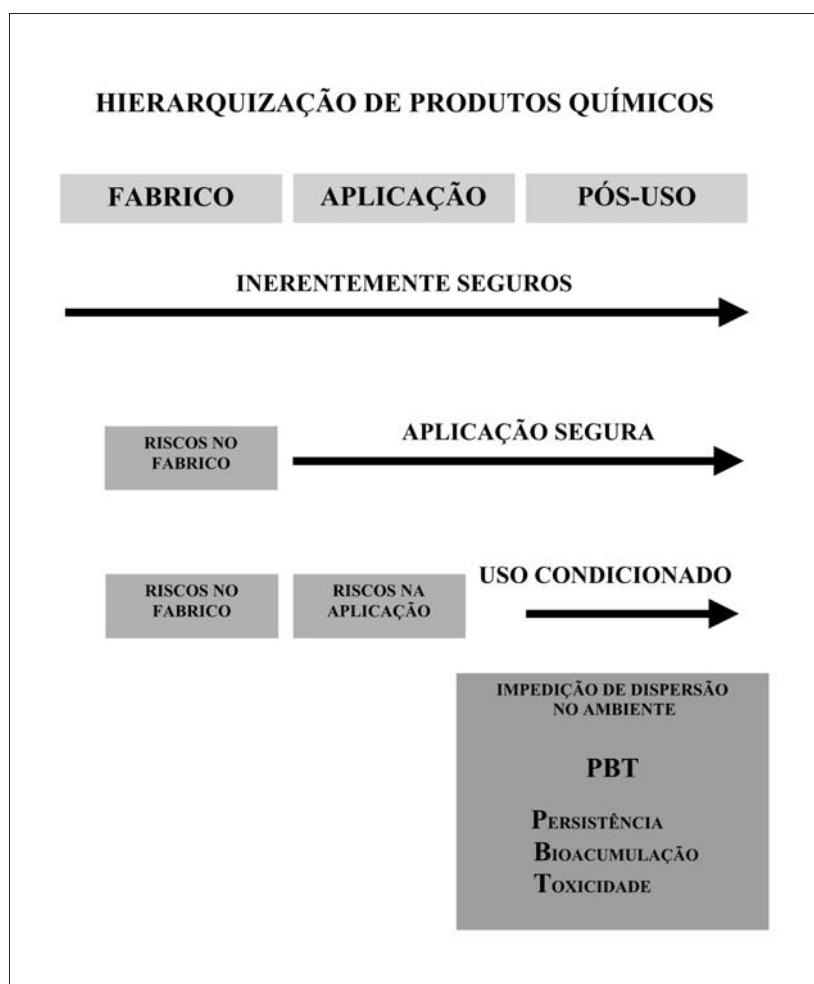 HIERARQUIZAÇÃO DE PRODUTOS QUÍMICOS
FABRICO
APLICAÇÃO
PÓS-USO
INERENTEMENTE SEGUROS
RISCOS NO
FABRICO
APLICAÇÃO SEGURA
RISCOS NO
FABRICO
RISCOS NA
APLICAÇÃO
USO CONDICIONADO
IMPEDIÇÃO DE DISPERSÃO
NO AMBIENTE
PBT
PERSISTÊNCIA
BIOACUMULAÇÃO
TOXICIDADE